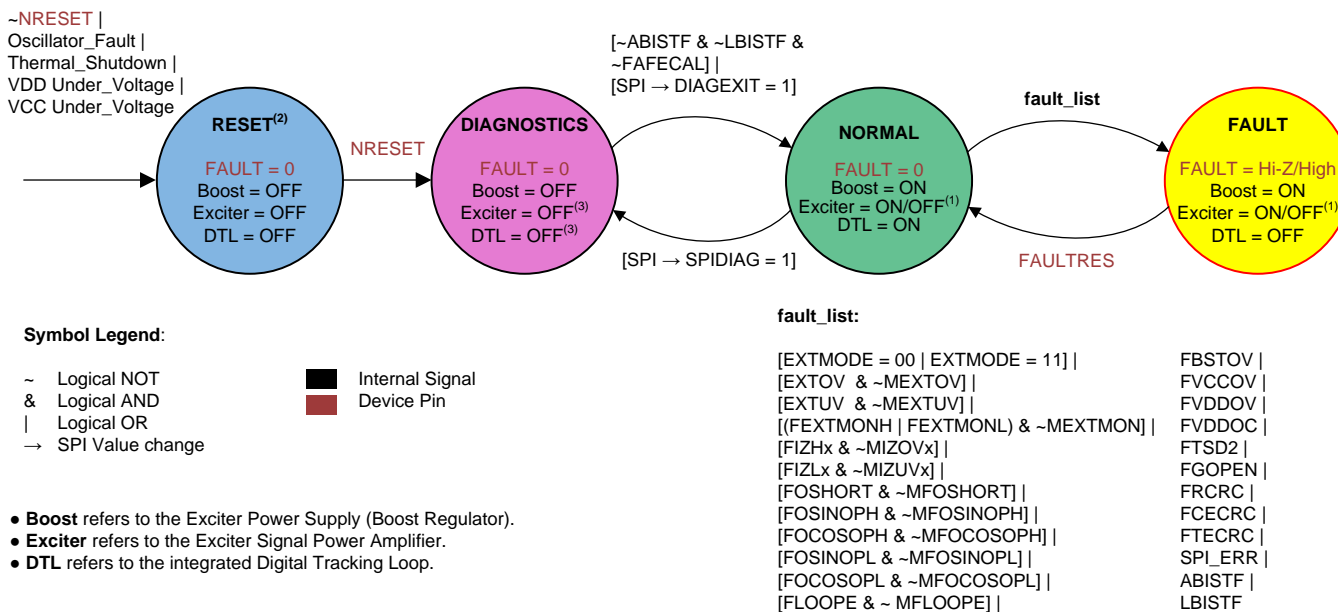 ~NRESET |
Oscillator_Fault |
Thermal_Shutdown |
VDD Under_Voltage |
VCC Under_Voltage
RESET(2)
FAULT = 0
Boost = OFF
Exciter = OFF
DTL = OFF
NRESET
DIAGNOSTICS
FAULT = 0
Boost = OFF
Exciter = OFF(3)
DTL = OFF(3)
[~ABISTF & ~LBISTF &
~FAFECAL] |
[SPI → DIAGEXIT = 1]
[SPI → SPIDIAG = 1]
NORMAL
FAULT = 0
Boost = ON
Exciter = ON/OFF(1)
DTL = ON
fault_list
FAULTRES
FAULT
FAULT = Hi-Z/High
Boost = ON
Exciter = ON/OFF(1)
DTL = OFF
Symbol Legend:
~ Logical NOT
& Logical AND
| Logical OR
→ SPI Value change
Internal Signal
Device Pin
● Boost refers to the Exciter Power Supply (Boost Regulator).
● Exciter refers to the Exciter Signal Power Amplifier.
● DTL refers to the integrated Digital Tracking Loop.
fault_list:
[EXTMODE = 00 | EXTMODE = 11] |
[EXTOV & ~MEXTOV] |
[EXTUV & ~MEXTUV] |
[(FEXTMONH | FEXTMONL) & ~MEXTMON] |
[FIZHx & ~MIZOVx] |
[FIZLx & ~MIZUVx] |
[FOSHORT & ~MFOSHORT] |
[FOSINOPH & ~MFOSINOPH] |
[FOCOSOPH & ~MFOCOSOPH] |
[FOSINOPL & ~MFOSINOPL] |
[FOCOSOPL & ~MFOCOSOPL] |
[FLOOPE & ~ MFLOOPE] |
FBSTOV |
FVCCOV |
FVDDOV |
FVDDOC |
FTSD2 |
FGOPEN |
FRCRC |
FCECRC |
FTECRC |
SPI_ERR |
ABISTF |
LBISTF